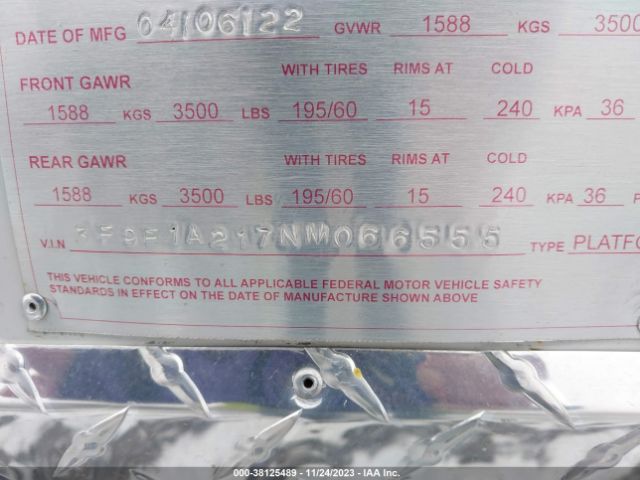 DATE OF MFG 04/06/22 GVWR 1588 KGS 3500
FRONT GAWR WITH TIRES RIMS AT COLD
1588 KGS 3500 LBS 195/60 15 240 KPA 36
REAR GAWR WITH TIRES RIMS AT COLD
1588 KGS 3500 LBS 195/60 15 240 KPA 36 P
V.I.N TYPE PLATFO
THIS VEHICLE CONFORMS TO ALL APPLICABLE FEDERAL MOTOR VEHICLE SAFETY
STANDARDS IN EFFECT ON THE DATE OF MANUFACTURE SHOWN ABOVE
000-38125489 - 11/24/2023 - IAA Inc.